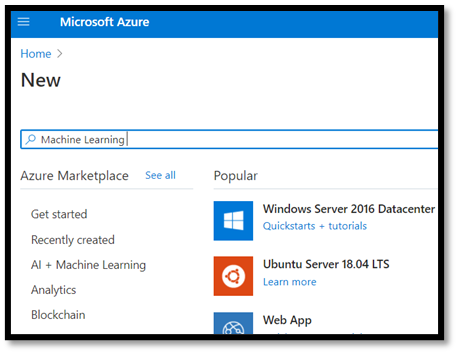 Microsoft Azure
Home
New
Machine Learning
Azure Marketplace See all
Popular
Get started
Recently created
AI + Machine Learning
Analytics
Blockchain
Windows Server 2016 Datacenter
Quickstarts + tutorials
Ubuntu Server 18.04 LTS
Learn more
Web App